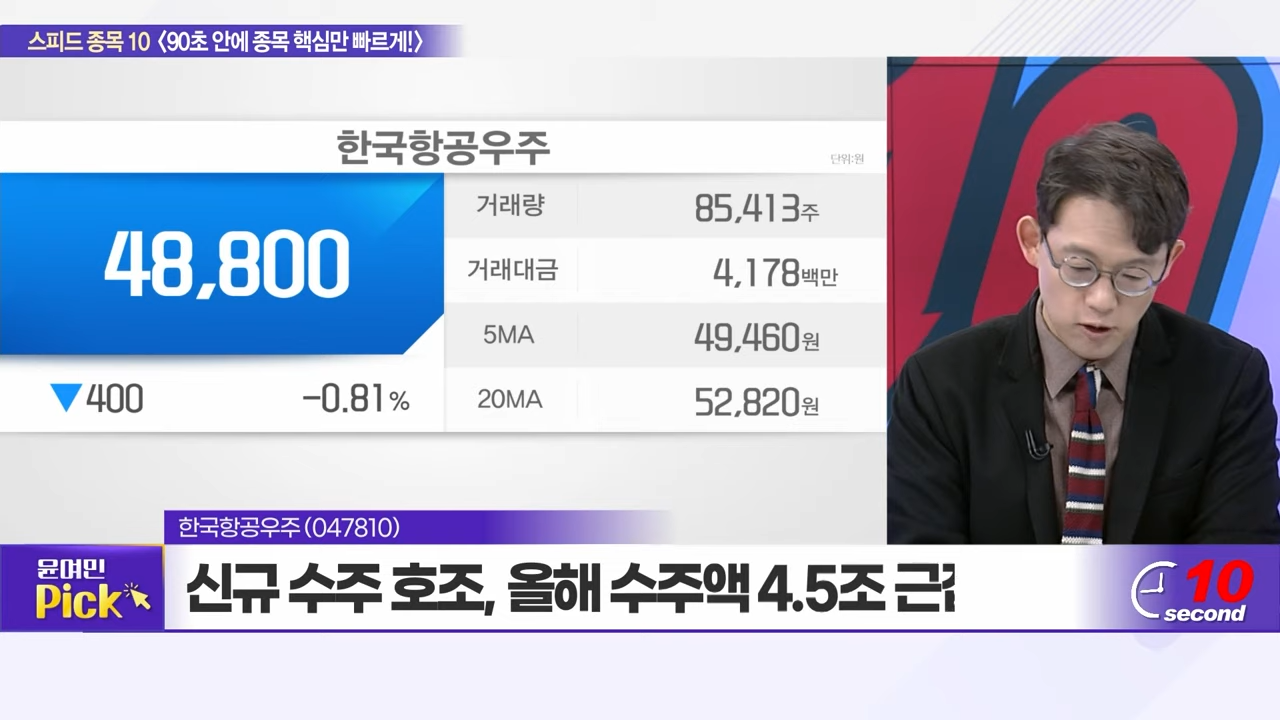 스피드 종목 10 〈90초 안에 종목 핵심만 빠르게!〉
한국항공우주
단위:원
48,800
▼400 -0.81%
거래량 85,413주
거래대금 4,178백만
5MA 49,460원
20MA 52,820원
한국항공우주(047810)
윤여민
Pick
신규 수주 호조, 올해 수주액 4.5조
10
second